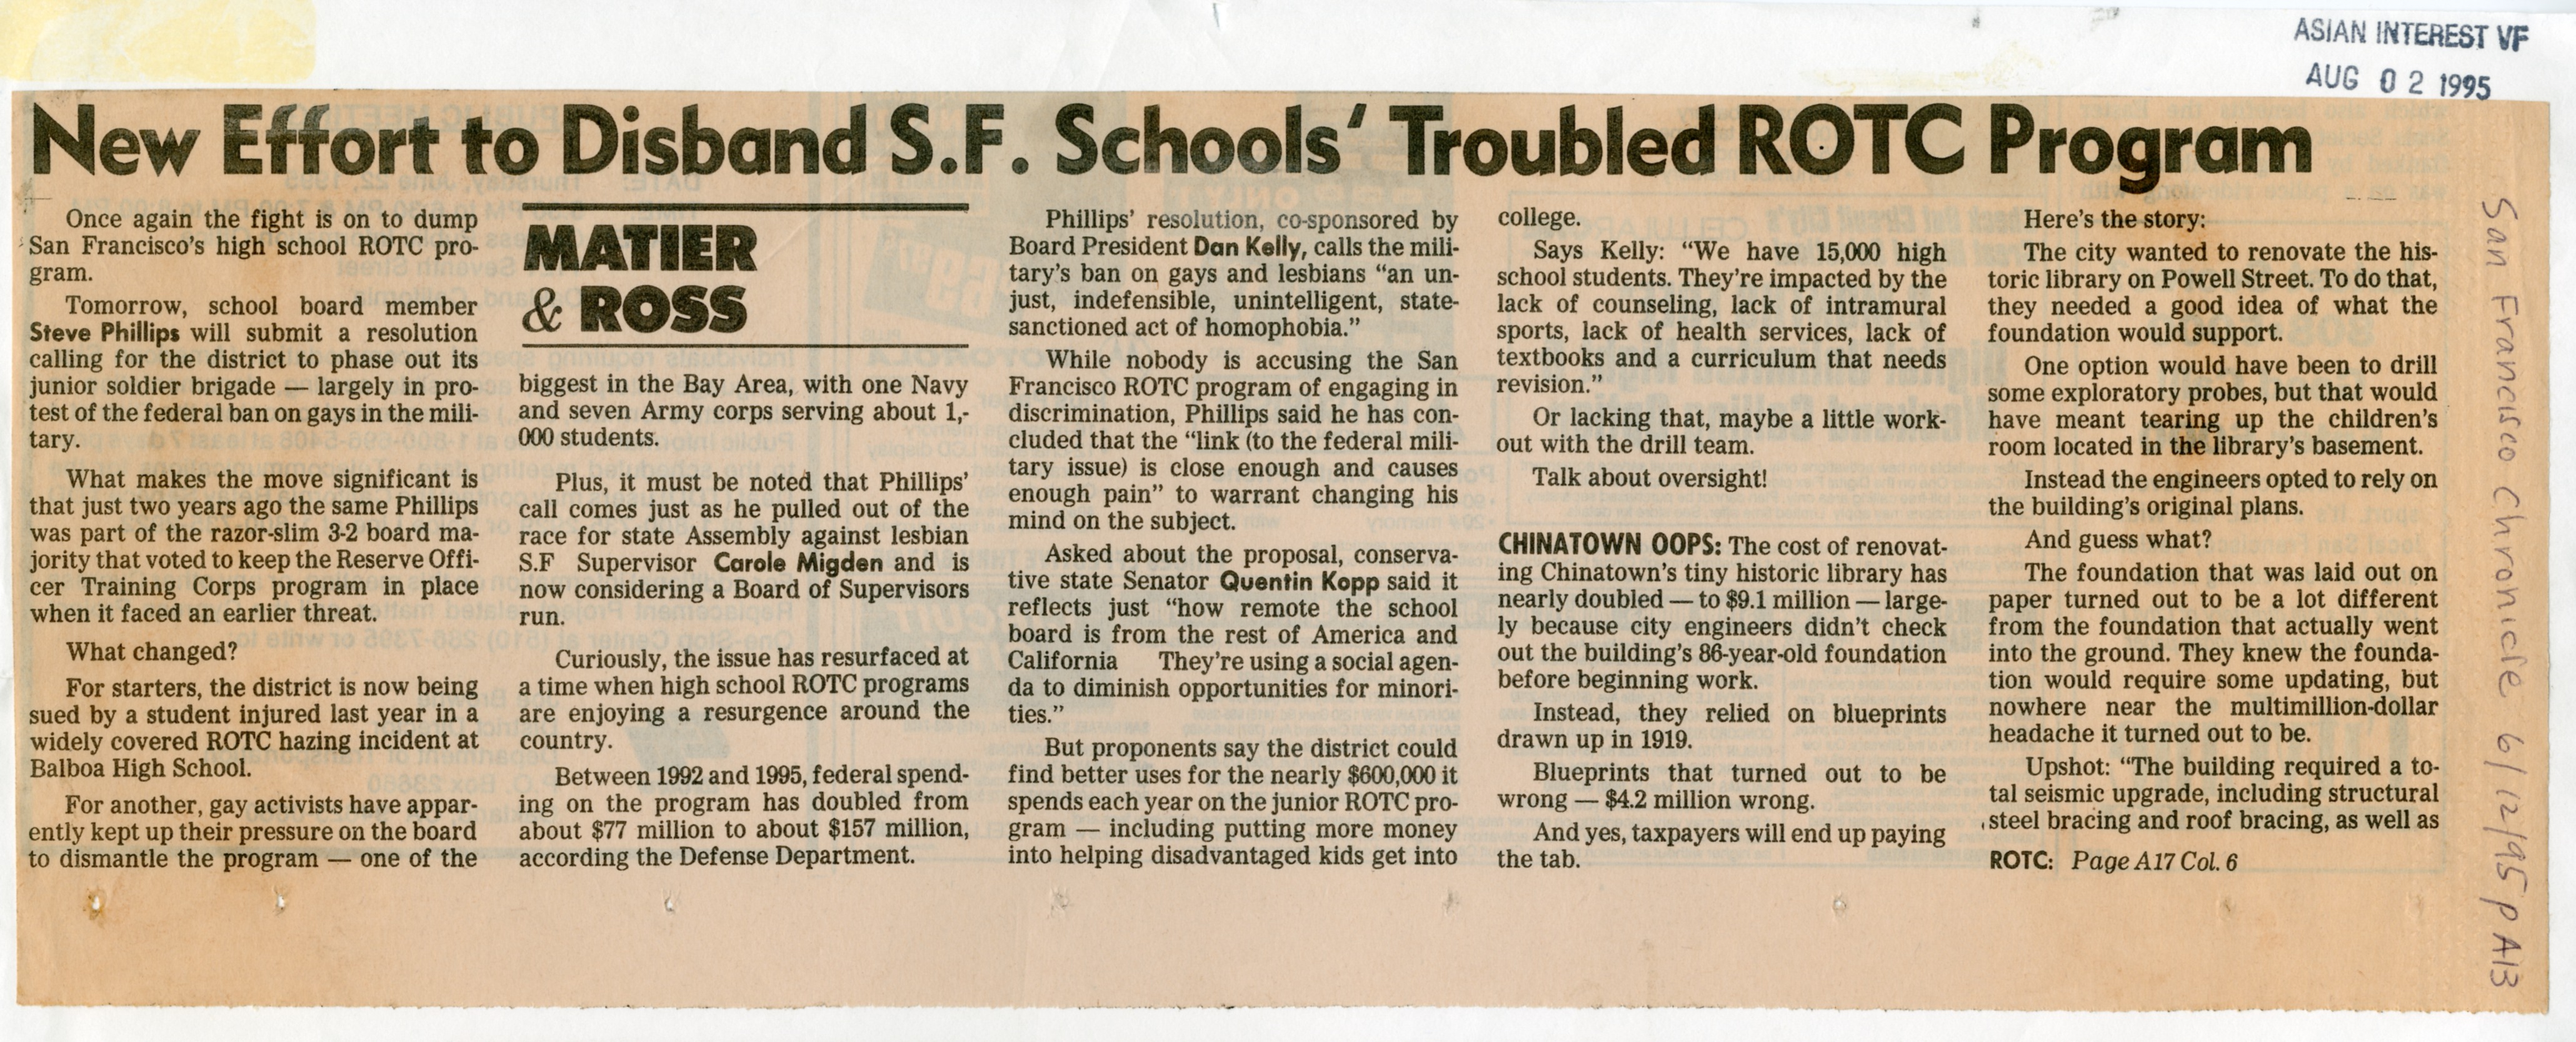 ASIAN INTEREST VF
AUG 02 1995
New Effort to Disband S.F. Schools' Troubled ROTC Program
Once again the fight is on to dump
San Francisco's high school ROTC pro-
gram.
Tomorrow, school board member
Steve Phillips will submit a resolution
calling for the district to phase out its
junior soldier brigade — largely in pro-
test of the federal ban on gays in the mili-
tary.
What makes the move significant is
that just two years ago the same Phillips
was part of the razor-slim 3-2 board ma-
jority that voted to keep the Reserve Offi-
cer Training Corps program in place
when it faced an earlier threat.
What changed?
For starters, the district is now being
sued by a student injured last year in a
widely covered ROTC hazing incident at
Balboa High School.
For another, gay activists have appar-
ently kept up their pressure on the board
to dismantle the program — one of the
MATIER
& ROSS
biggest in the Bay Area, with one Navy
and seven Army corps serving about 1,-
000 students.
Plus, it must be noted that Phillips'
call comes just as he pulled out of the
race for state Assembly against lesbian
S.F Supervisor Carole Migden and is
now considering a Board of Supervisors
run.
Curiously, the issue has resurfaced at
a time when high school ROTC programs
are enjoying a resurgence around the
country.
Between 1992 and 1995, federal spend-
ing on the program has doubled from
about $77 million to about $157 million,
according the Defense Department.
Phillips' resolution, co-sponsored by
Board President Dan Kelly, calls the mili-
tary's ban on gays and lesbians "an un-
just, indefensible, unintelligent, state-
sanctioned act of homophobia."
While nobody is accusing the San
Francisco ROTC program of engaging in
discrimination, Phillips said he has con-
cluded that the "link (to the federal mili-
tary issue) is close enough and causes
enough pain" to warrant changing his
mind on the subject.
Asked about the proposal, conserva-
tive state Senator Quentin Kopp said it
reflects just "how remote the school
board is from the rest of America and
California They're using a social agen-
da to diminish opportunities for minori-
ties."
But proponents say the district could
find better uses for the nearly $600,000 it
spends each year on the junior ROTC pro-
gram — including putting more money
into helping disadvantaged kids get into
college.
Says Kelly: "We have 15,000 high
school students. They're impacted by the
lack of counseling, lack of intramural
sports, lack of health services, lack of
textbooks and a curriculum that needs
revision."
Or lacking that, maybe a little work-
out with the drill team.
Talk about oversight!
CHINATOWN OOPS: The cost of renovat-
ing Chinatown's tiny historic library has
nearly doubled — to $9.1 million — large-
ly because city engineers didn't check
out the building's 86-year-old foundation
before beginning work.
Instead, they relied on blueprints
drawn up in 1919.
Blueprints that turned out to be
wrong — $4.2 million wrong.
And yes, taxpayers will end up paying
the tab.
Here's the story:
The city wanted to renovate the his-
toric library on Powell Street. To do that,
they needed a good idea of what the
foundation would support.
One option would have been to drill
some exploratory probes, but that would
have meant tearing up the children's
room located in the library's basement.
Instead the engineers opted to rely on
the building's original plans.
And guess what?
The foundation that was laid out on
paper turned out to be a lot different
from the foundation that actually went
into the ground. They knew the founda-
tion would require some updating, but
nowhere near the multimillion-dollar
headache it turned out to be.
Upshot: "The building required a to-
tal seismic upgrade, including structural
steel bracing and roof bracing, as well as
ROTC: Page A17 Col. 6
San Francisco Chronicle 6/12/95 p A13